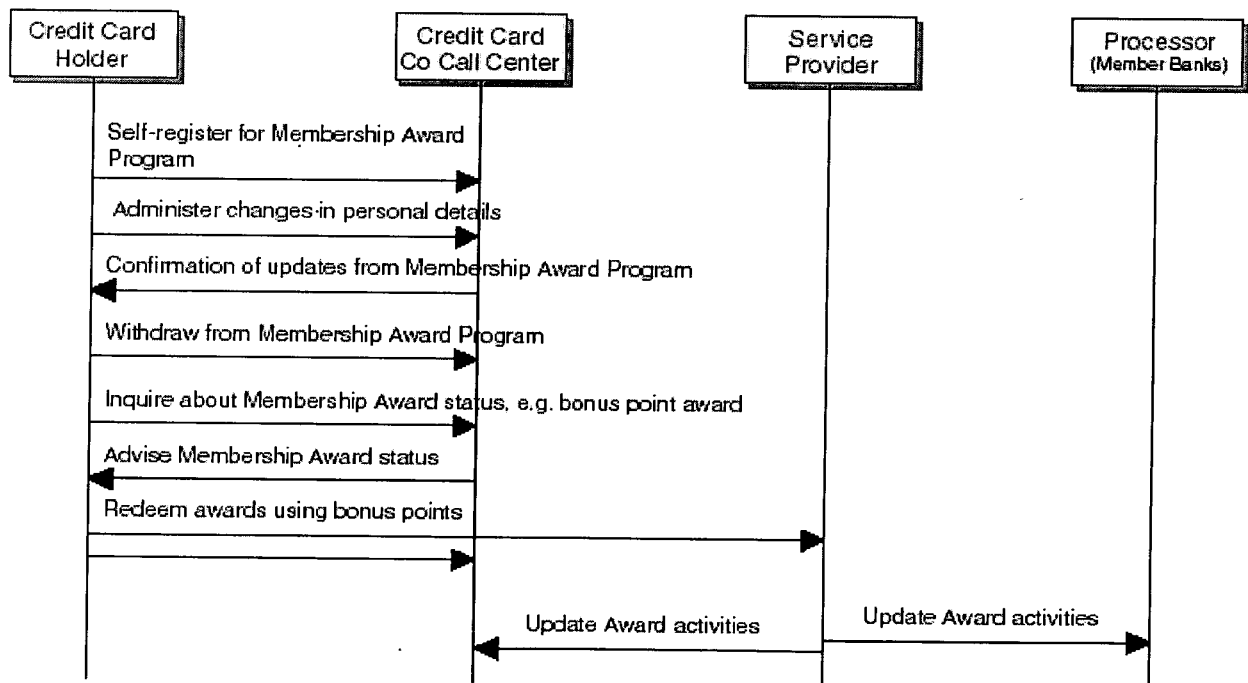 Credit Card
Holder
Credit Card
Co Call Center
Service
Provider
Processor
(Member Banks)
Self-register for Membership Award
Program
Administer changes in personal details
Confirmation of updates from Membership Award Program
Withdraw from Membership Award Program
Inquire about Membership Award status, e.g. bonus point award
Advise Membership Award status
Redeem awards using bonus points
Update Award activities
Update Award activities